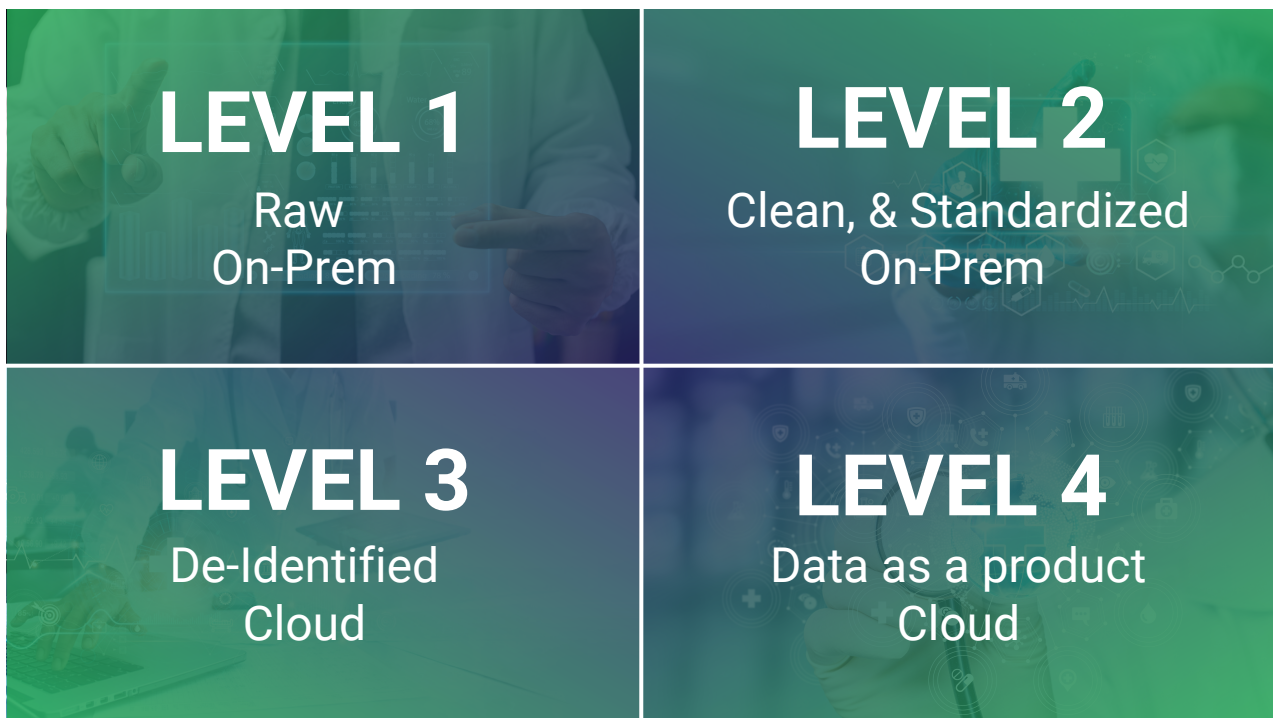 LEVEL 1
Raw
On-Prem
LEVEL 2
Clean, & Standardized
On-Prem
LEVEL 3
De-Identified
Cloud
LEVEL 4
Data as a product
Cloud